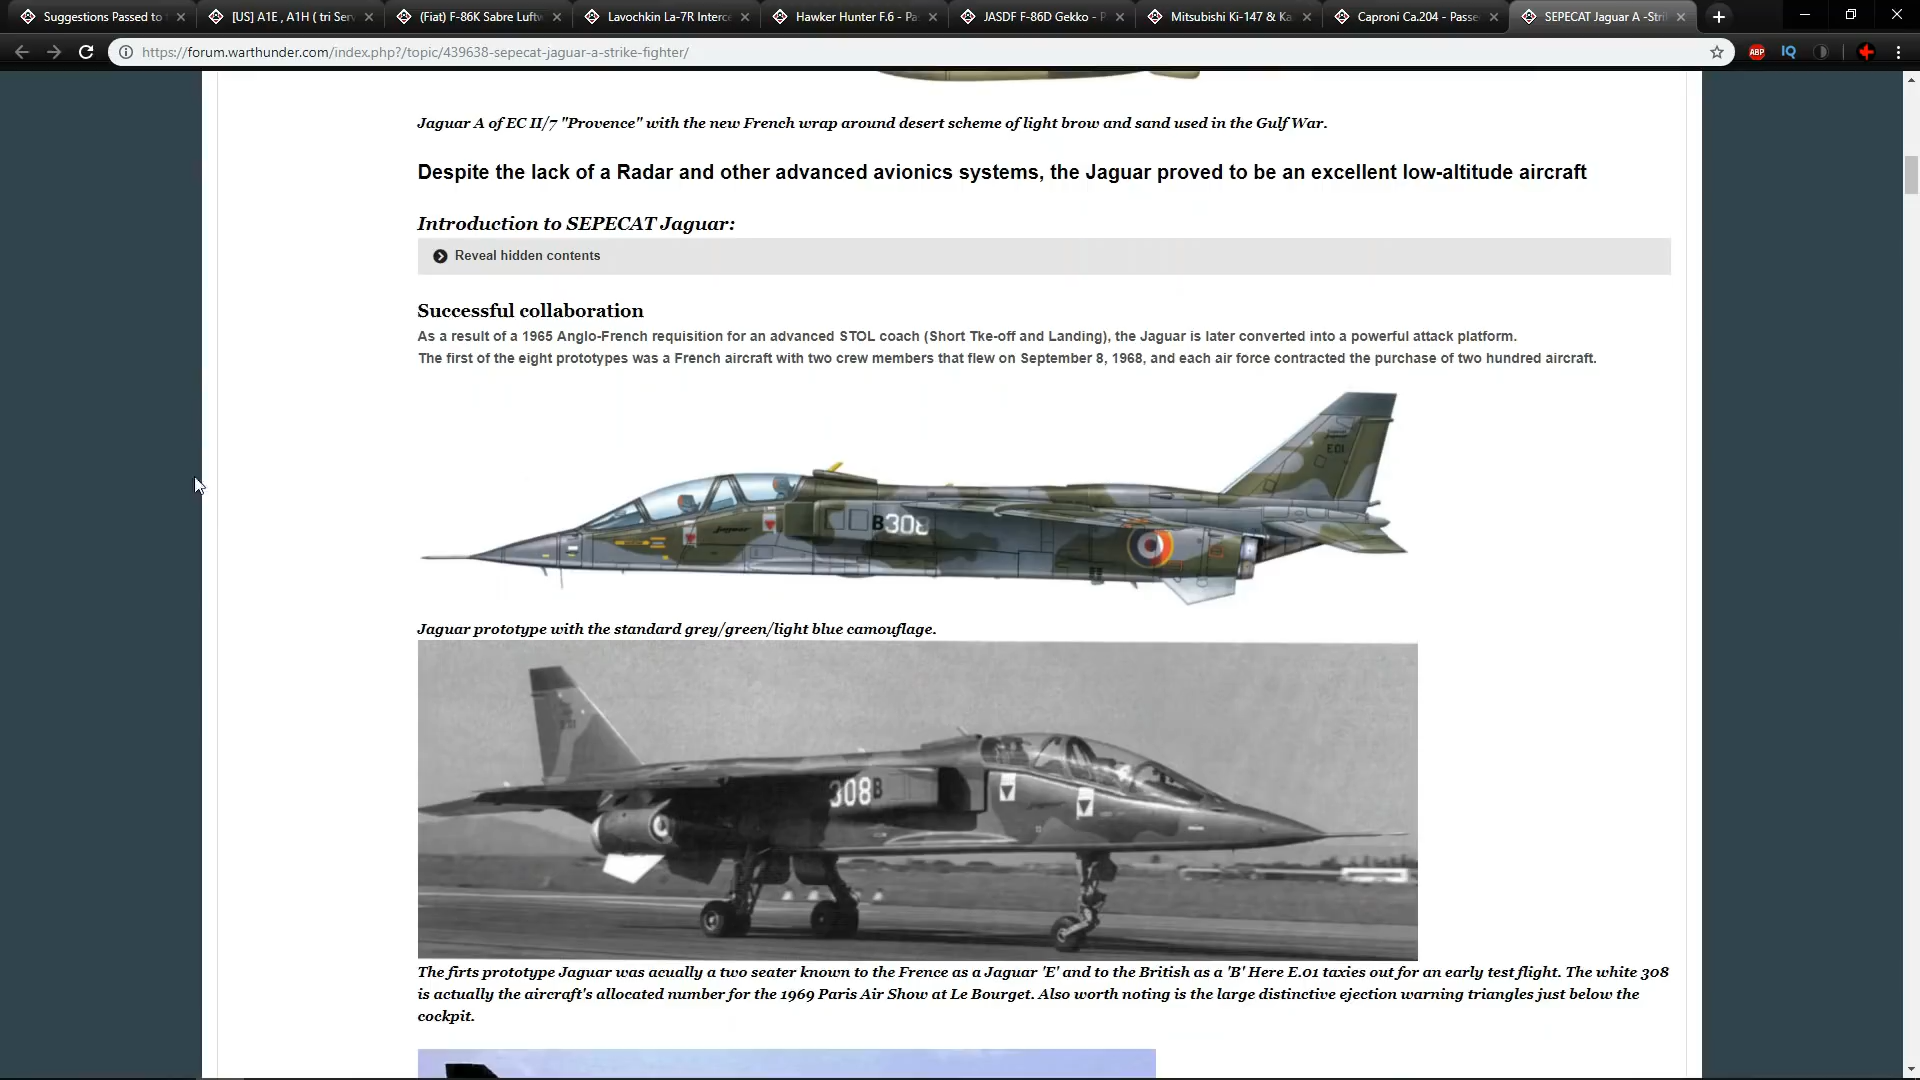 Suggestions Passed to
[US] A1E , A1H ( tri Serv
(Fiat) F-86K Sabre Luftw
Lavochkin La-7R Interce
Hawker Hunter F.6 - Pa
JASDF F-86D Gekko - P
Mitsubishi Ki-147 & Ka
Caproni Ca.204 - Passe
SEPECAT Jaguar A -Stri
https://forum.warthunder.com/index.php?/topic/439638-sepecat-jaguar-a-strike-fighter/
ABP
IQ
Jaguar A of EC II/7 "Provence" with the new French wrap around desert scheme of light brow and sand used in the Gulf War.
Despite the lack of a Radar and other advanced avionics systems, the Jaguar proved to be an excellent low-altitude aircraft
Introduction to SEPECAT Jaguar:
Reveal hidden contents
Successful collaboration
As a result of a 1965 Anglo-French requisition for an advanced STOL coach (Short Tke-off and Landing), the Jaguar is later converted into a powerful attack platform.
The first of the eight prototypes was a French aircraft with two crew members that flew on September 8, 1968, and each air force contracted the purchase of two hundred aircraft.
E01
Jaguar
B308
Jaguar prototype with the standard grey/green/light blue camouflage.
308B
The firts prototype Jaguar was acually a two seater known to the Frence as a Jaguar 'E' and to the British as a 'B' Here E.01 taxies out for an early test flight. The white 308
is actually the aircraft's allocated number for the 1969 Paris Air Show at Le Bourget. Also worth noting is the large distinctive ejection warning triangles just below the
cockpit.